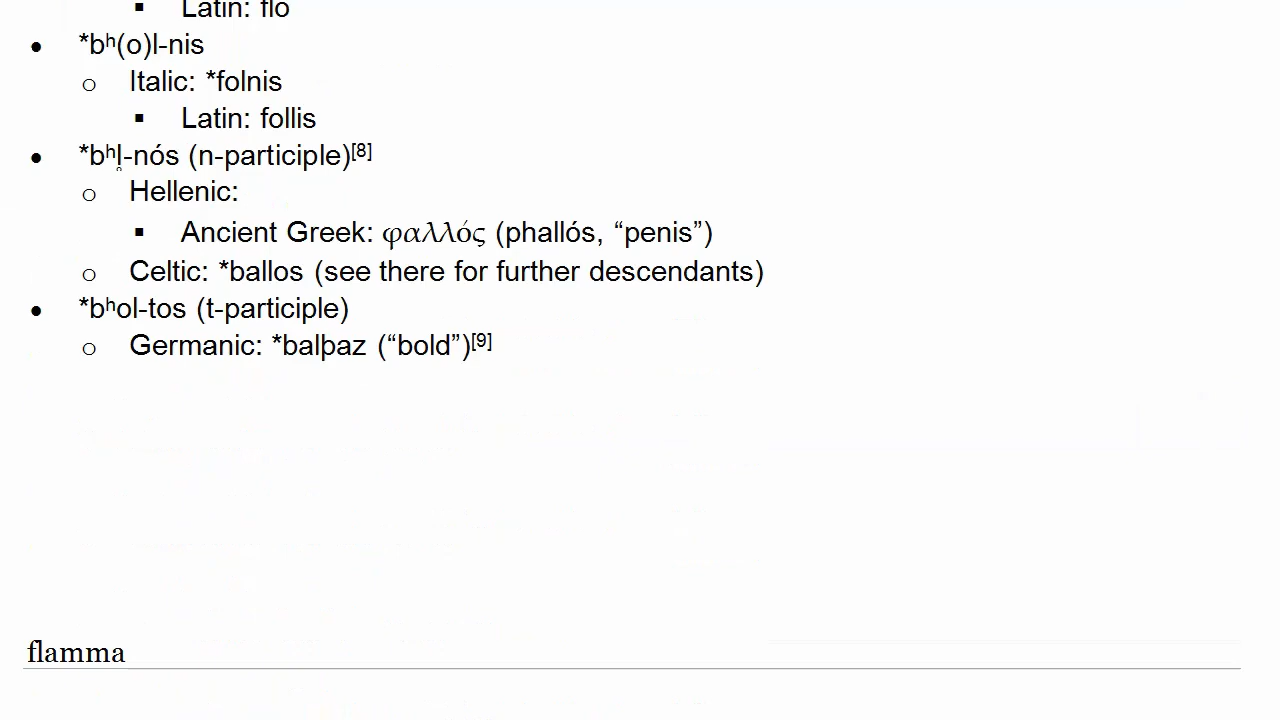 ▪ Latin: flō
• *bʰ(o)l-nis
o Italic: *folnis
▪ Latin: follis
• *bʰl̥-nós (n-participle)[8]
o Hellenic:
▪ Ancient Greek: φαλλός (phallós, “penis”)
o Celtic: *ballos (see there for further descendants)
• *bʰol-tos (t-participle)
o Germanic: *balþaz (“bold”)[9]
flamma